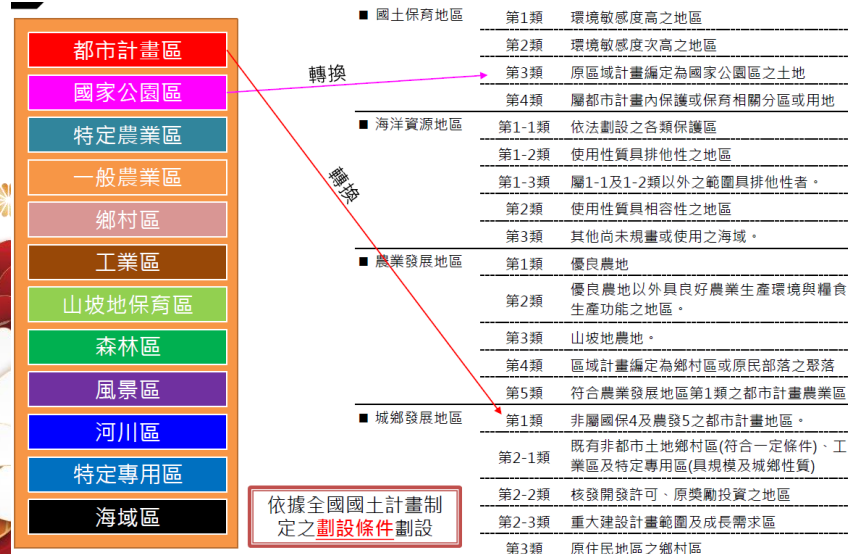 都市計畫區
國家公園區
特定農業區
一般農業區
鄉村區
工業區
山坡地保育區
森林區
風景區
河川區
特定專用區
海域區
轉換
轉換
依據全國國土計畫制
定之劃設條件劃設
■ 國土保育地區 第1類 環境敏感度高之地區
第2類 環境敏感度次高之地區
第3類 原區域計畫編定為國家公園區之土地
第4類 屬都市計畫內保護或保育相關分區或用地
■ 海洋資源地區 第1-1類 依法劃設之各類保護區
第1-2類 使用性質具排他性之地區
第1-3類 屬1-1及1-2類以外之範圍具排他性者。
第2類 使用性質具相容性之地區
第3類 其他尚未規畫或使用之海域。
■ 農業發展地區 第1類 優良農地
第2類 優良農地以外具良好農業生產環境與糧食
生產功能之地區。
第3類 山坡地農地。
第4類 區域計畫編定為鄉村區或原民部落之聚落
第5類 符合農業發展地區第1類之都市計畫農業區
■ 城鄉發展地區 第1類 非屬國保4及農發5之都市計畫地區。
第2-1類 既有非都市土地鄉村區(符合一定條件)、工
業區及特定專用區(具規模及城鄉性質)
第2-2類 核發開發許可、原獎勵投資之地區
第2-3類 重大建設計畫範圍及成長需求區
第3類 原住民地區之鄉村區